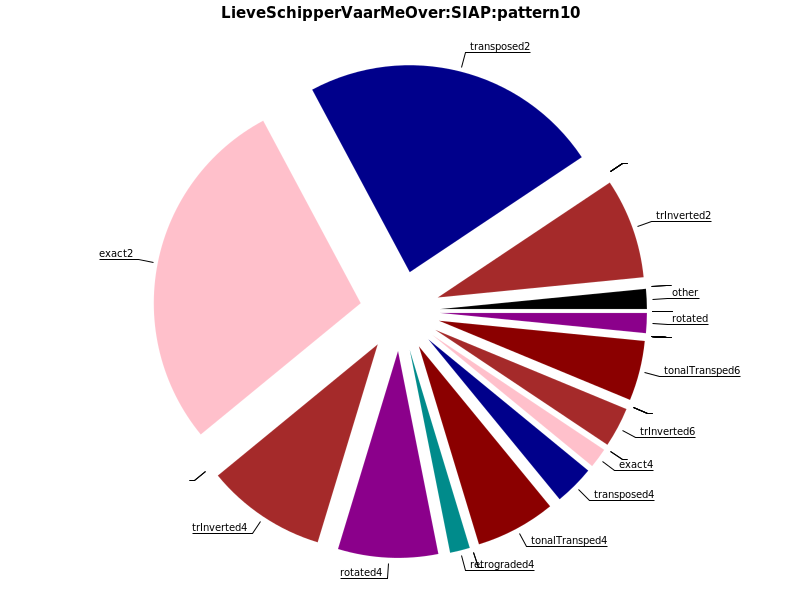 LieveSchipperVaarMeOver:SIAP:pattern10
transposed2
trInverted2
exact2
other
rotated
tonalTransped6
trInverted6
exact4
transposed4
trInverted4
tonalTransped4
retrograded4
rotated4